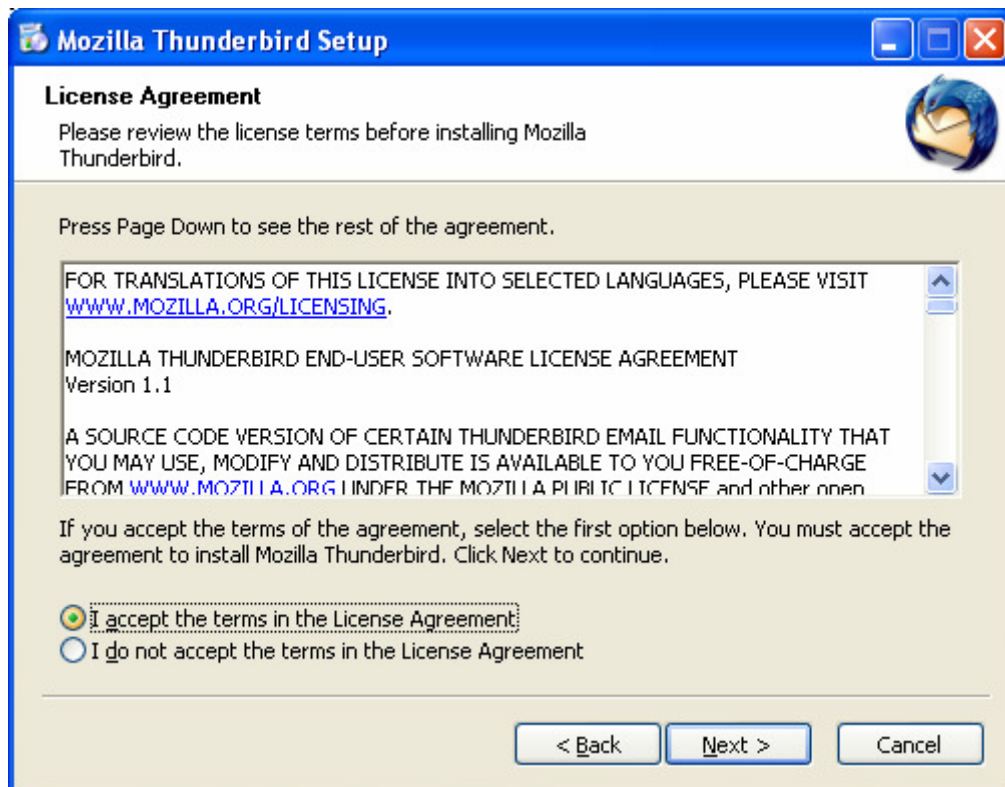 Mozilla Thunderbird Setup
License Agreement
Please review the license terms before installing Mozilla
Thunderbird.
Press Page Down to see the rest of the agreement.
FOR TRANSLATIONS OF THIS LICENSE INTO SELECTED LANGUAGES, PLEASE VISIT
WWW.MOZILLA.ORG/LICENSING.
MOZILLA THUNDERBIRD END-USER SOFTWARE LICENSE AGREEMENT
Version 1.1
A SOURCE CODE VERSION OF CERTAIN THUNDERBIRD EMAIL FUNCTIONALITY THAT
YOU MAY USE, MODIFY AND DISTRIBUTE IS AVAILABLE TO YOU FREE-OF-CHARGE
FROM WWW.MOZILLA.ORG UNDER THE MOZILLA PUBLIC LICENSE and other open
If you accept the terms of the agreement, select the first option below. You must accept the
agreement to install Mozilla Thunderbird. Click Next to continue.
I accept the terms in the License Agreement
I do not accept the terms in the License Agreement
< Back
Next >
Cancel